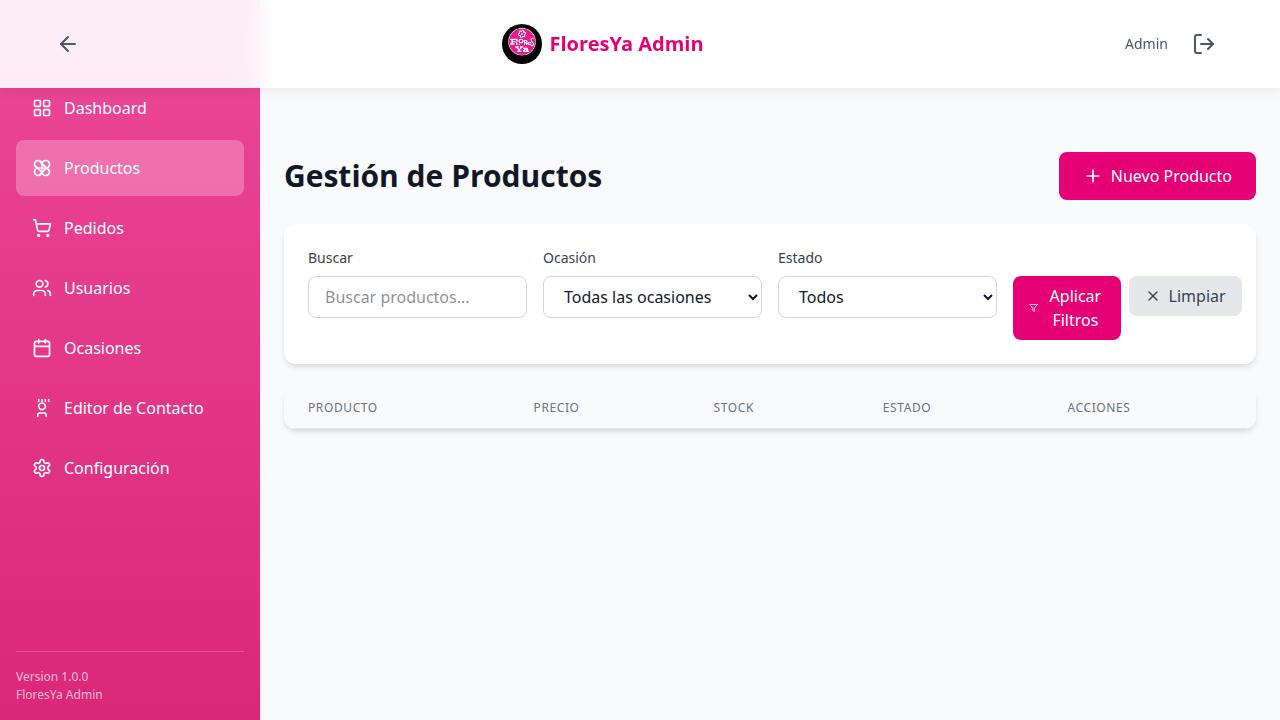 FLORES
Ya
FloresYa Admin
Admin
Dashboard
Productos
Pedidos
Usuarios
Ocasiones
Editor de Contacto
Configuración
Version 1.0.0
FloresYa Admin
Gestión de Productos
Nuevo Producto
Buscar
Ocasión
Estado
Buscar productos...
Todas las ocasiones
Todos
Aplicar
Filtros
Limpiar
PRODUCTO
PRECIO
STOCK
ESTADO
ACCIONES